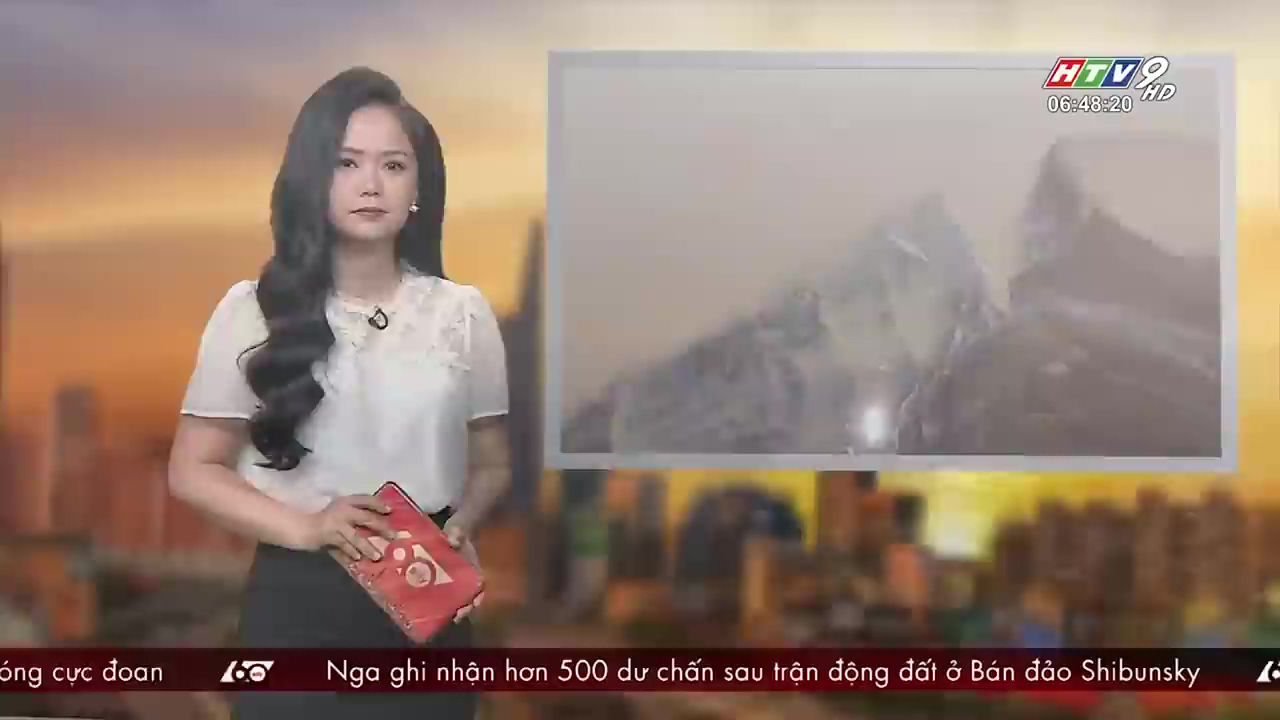 HTV9
HD
06:48:20
óng cực đoan
60
Nga ghi nhận hơn 500 dư chấn sau trận động đất ở Bán đảo Shibunsky